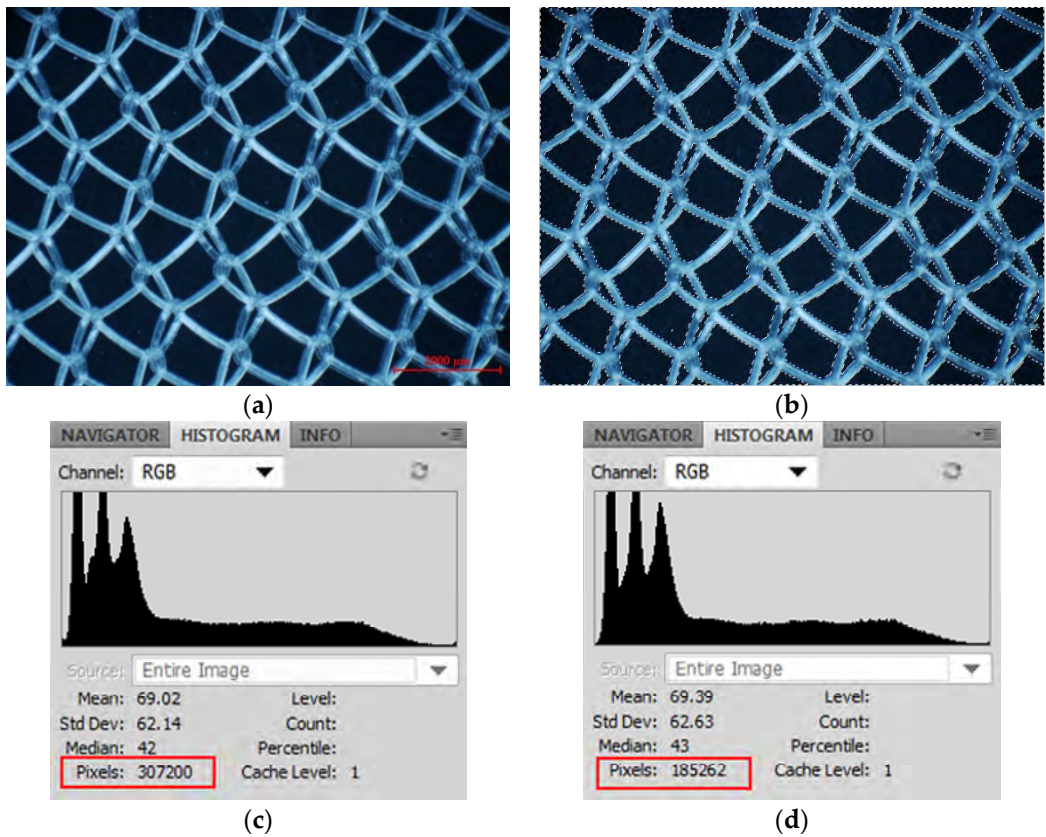 3000 μm
(a)
(b)
NAVIGATOR HISTOGRAM INFO
Channel: RGB
Source: Entire Image
Mean: 69.02 Level:
Std Dev: 62.14 Count:
Median: 42 Percentile:
Pixels: 307200 Cache Level: 1
(c)
NAVIGATOR HISTOGRAM INFO
Channel: RGB
Source: Entire Image
Mean: 69.39 Level:
Std Dev: 62.63 Count:
Median: 43 Percentile:
Pixels: 185262 Cache Level: 1
(d)